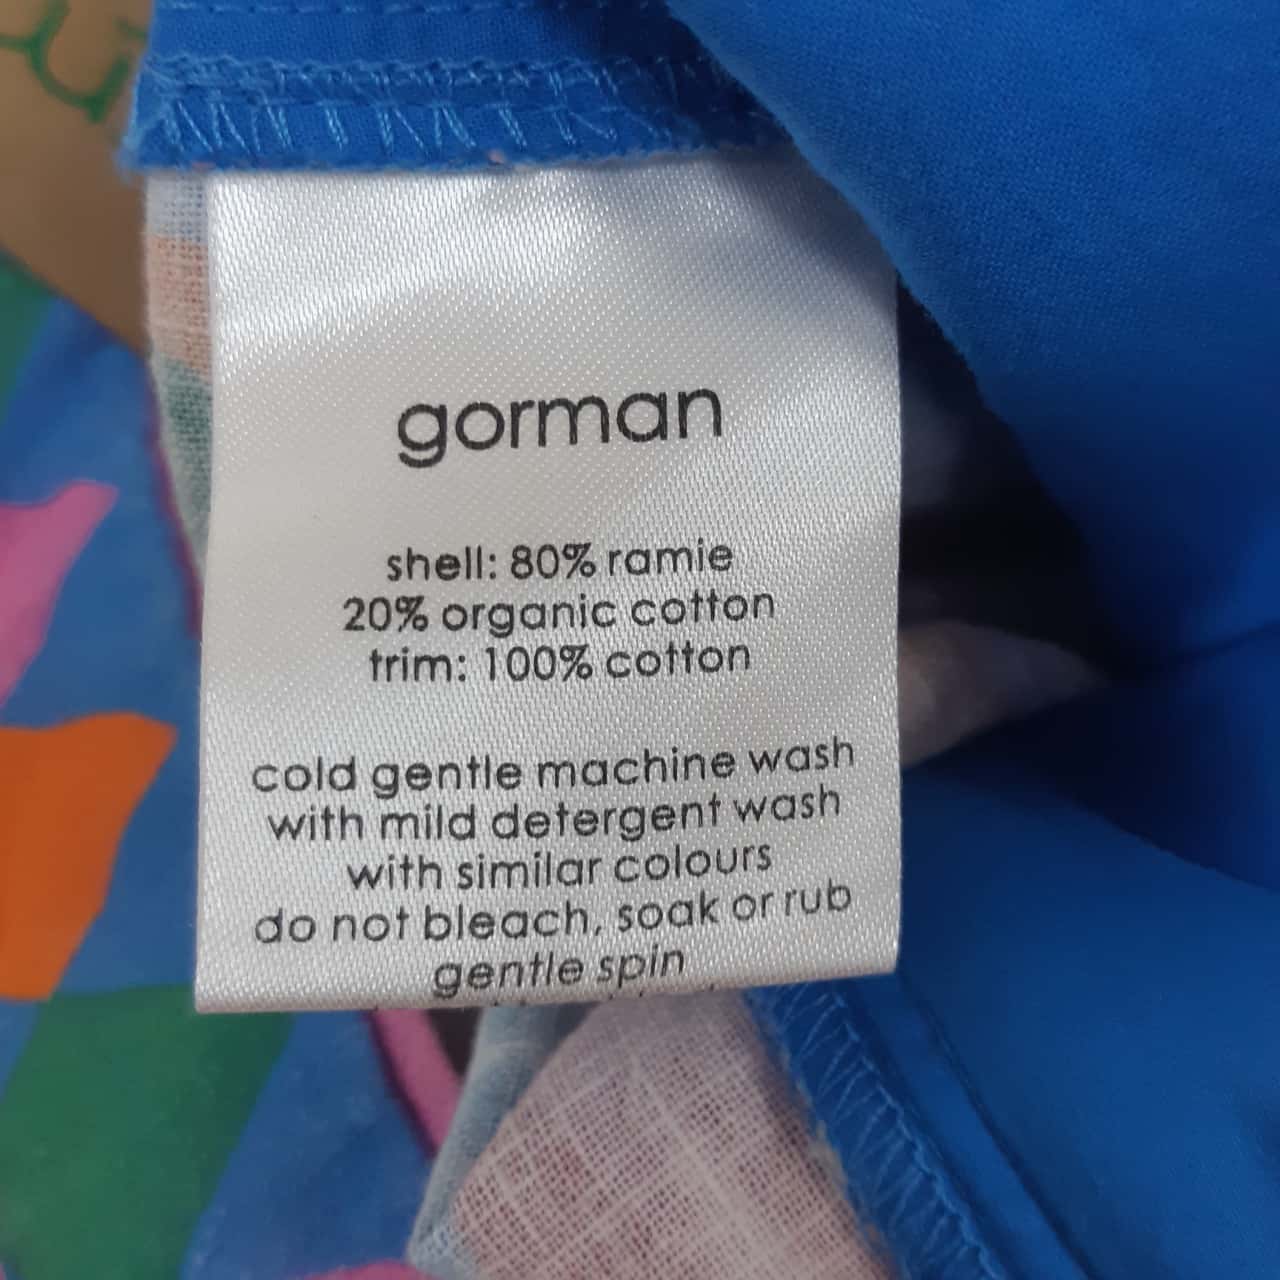 gorman
shell: 80% ramie
20% organic cotton
trim: 100% cotton
cold gentle machine wash
with mild detergent wash
with similar colours
do not bleach, soak or rub
gentle spin